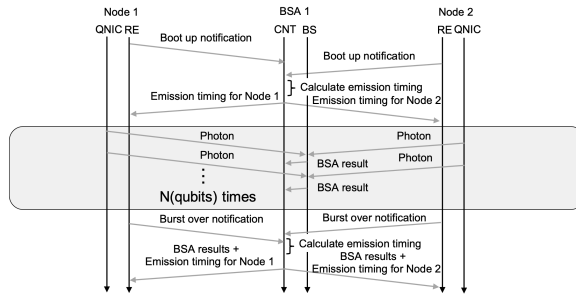 Node 1
BSA 1
Node 2
QNIC RE
CNT BS
RE QNIC
Boot up notification
Boot up notification
Calculate emission timing
Emission timing for Node 1
Emission timing for Node 2
Photon
Photon
Photon
BSA result
Photon
BSA result
N(qubits) times
Burst over notification
Burst over notification
Calculate emission timing
BSA results +
Emission timing for Node 1
BSA results +
Emission timing for Node 2